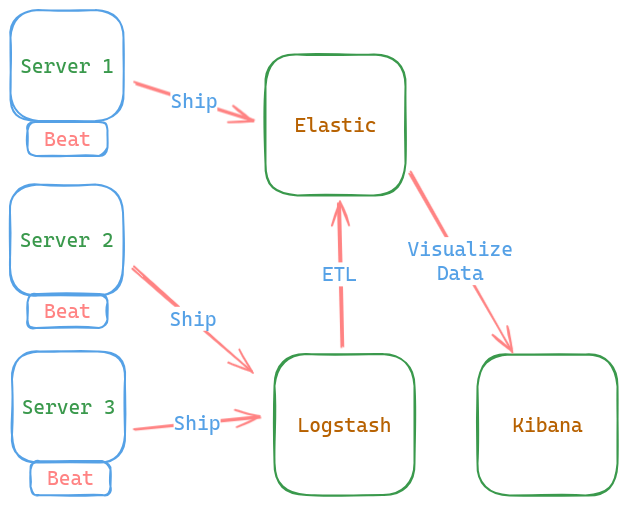 Server 1
Beat
Ship
Elastic
Server 2
Beat
Ship
ETL
Visualize
Data
Server 3
Beat
Ship
Logstash
Kibana